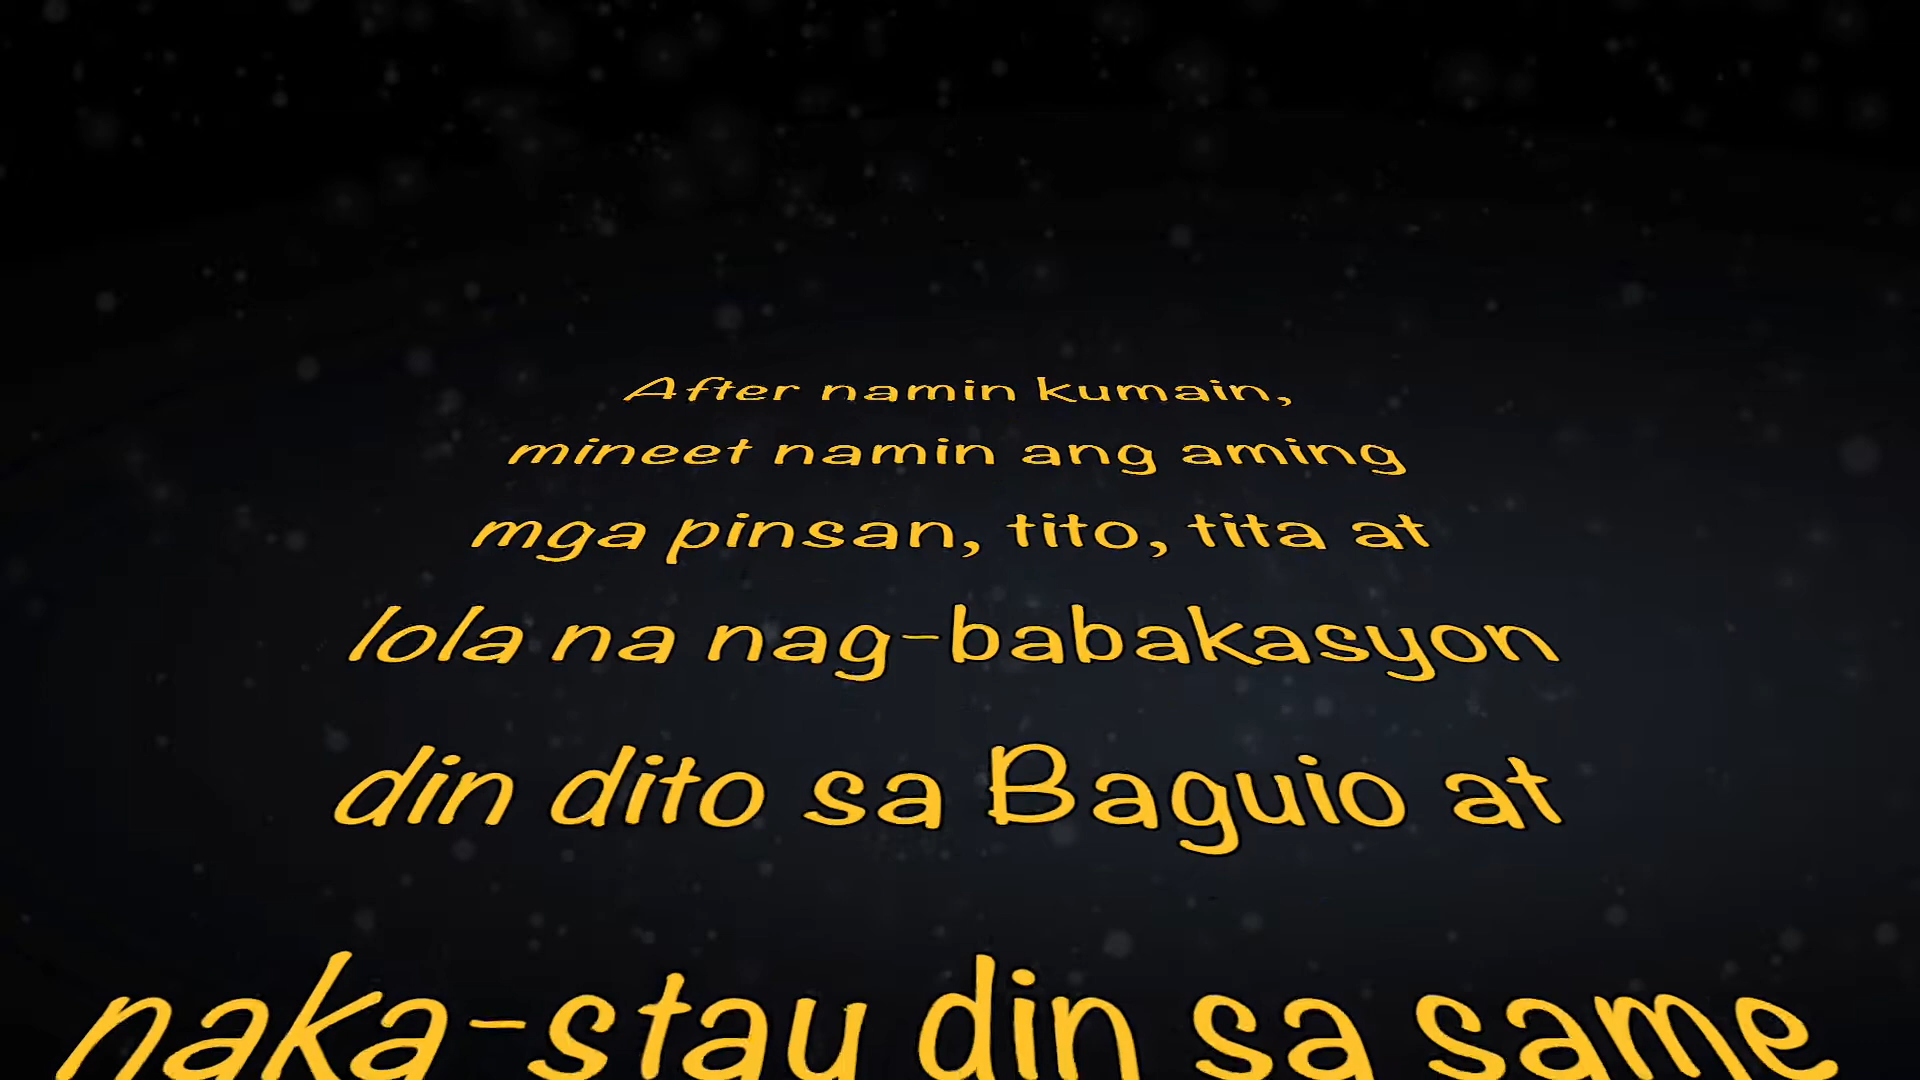 After namin kumain,
mineet namin ang aming
mga pinsan, tito, tita at
lola na nag-babakasyon
din dito sa Baguio at
naka-stay din sa same